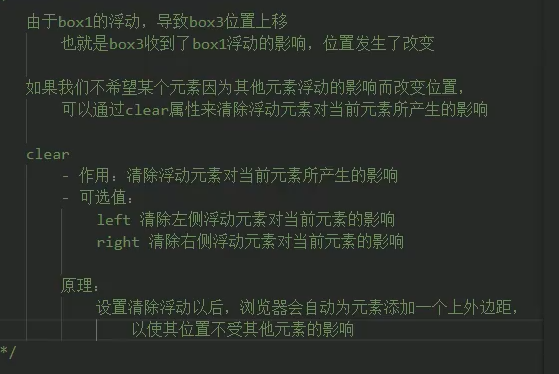 由于box1的浮动，导致box3位置上移
也就是box3收到了box1浮动的影响，位置发生了改变
如果我们不希望某个元素因为其他元素浮动的影响而改变位置，
可以通过clear属性来清除浮动元素对当前元素所产生的影响
clear
- 作用：清除浮动元素对当前元素所产生的影响
- 可选值：
left 清除左侧浮动元素对当前元素的影响
right 清除右侧浮动元素对当前元素的影响
原理：
设置清除浮动以后，浏览器会自动为元素添加一个上外边距，
以使其位置不受其他元素的影响
*/